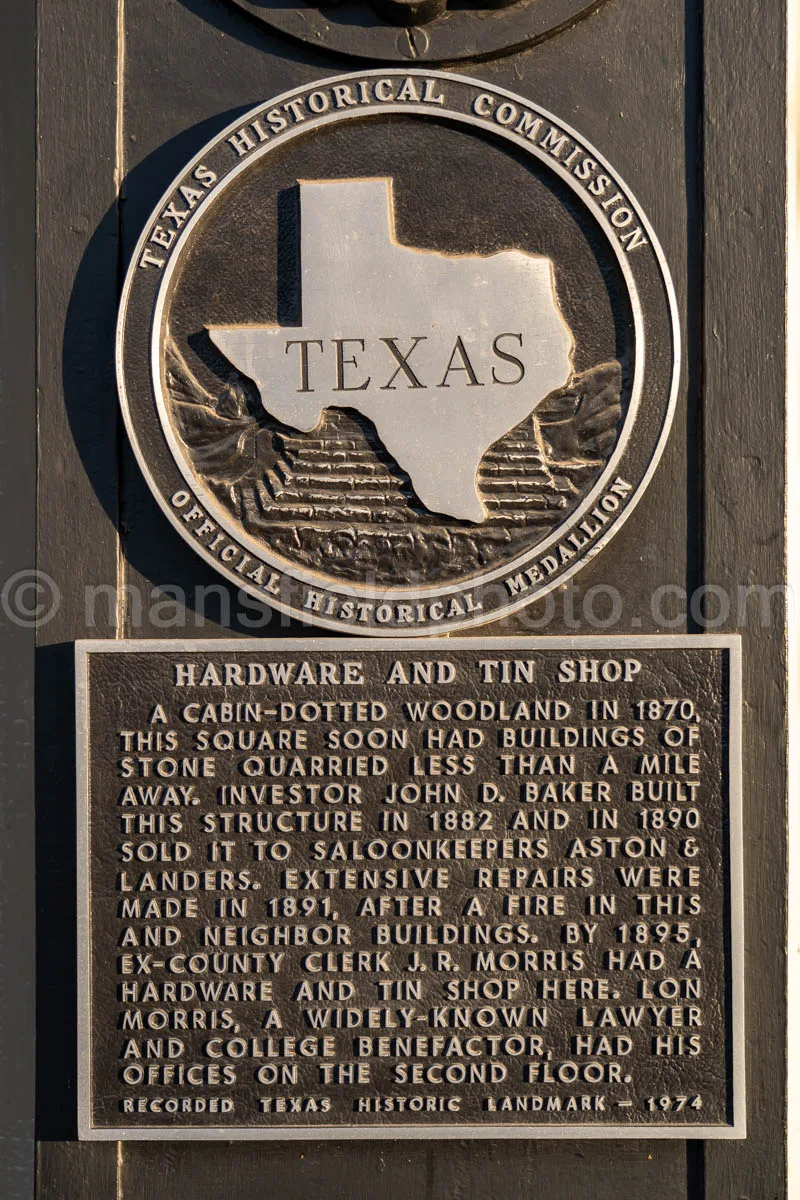 TEXAS HISTORICAL COMMISSION
TEXAS
OFFICIAL HISTORICAL MEDALLION
© mansfieldphoto.com
HARDWARE AND TIN SHOP
A CABIN-DOTTED WOODLAND IN 1870,
THIS SQUARE SOON HAD BUILDINGS OF
STONE QUARRIED LESS THAN A MILE
AWAY. INVESTOR JOHN D. BAKER BUILT
THIS STRUCTURE IN 1882 AND IN 1890
SOLD IT TO SALOONKEEPERS ASTON &
LANDERS. EXTENSIVE REPAIRS WERE
MADE IN 1891, AFTER A FIRE IN THIS
AND NEIGHBOR BUILDINGS. BY 1895,
EX-COUNTY CLERK J. R. MORRIS HAD A
HARDWARE AND TIN SHOP HERE. LON
MORRIS, A WIDELY-KNOWN LAWYER
AND COLLEGE BENEFACTOR, HAD HIS
OFFICES ON THE SECOND FLOOR.
RECORDED TEXAS HISTORIC LANDMARK – 1974